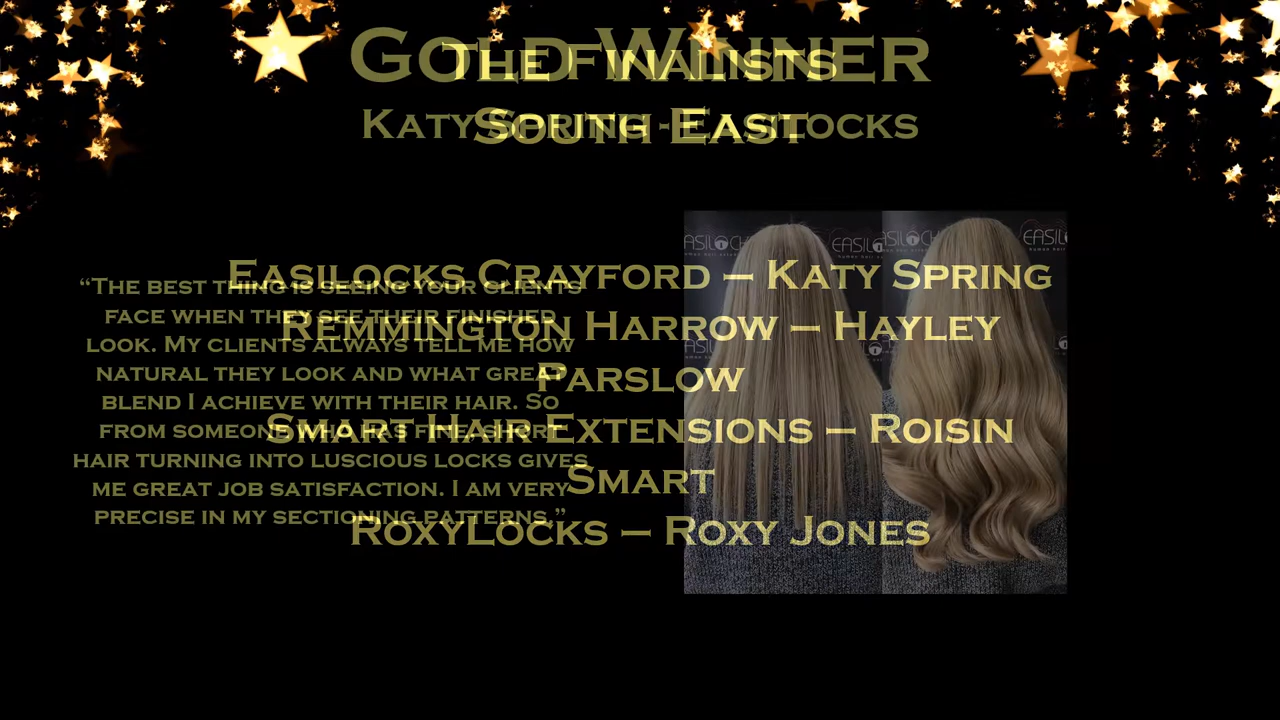 Gold Winner
The Finalists
Katy Spring - Easilocks
South East
Easilocks Crayford – Katy Spring
Remmington Harrow – Hayley
Parslow
Smart Hair Extensions – Roisin
Smart
RoxyLocks – Roxy Jones
“The best thing is seeing your clients
face when they see their finished
look. My clients always tell me how
natural they look and what great
blend I achieve with their hair. So
from someone who has fine, short
hair turning into luscious locks gives
me great job satisfaction. I am very
precise in my sectioning patterns.”
EASILOCKS
human hair